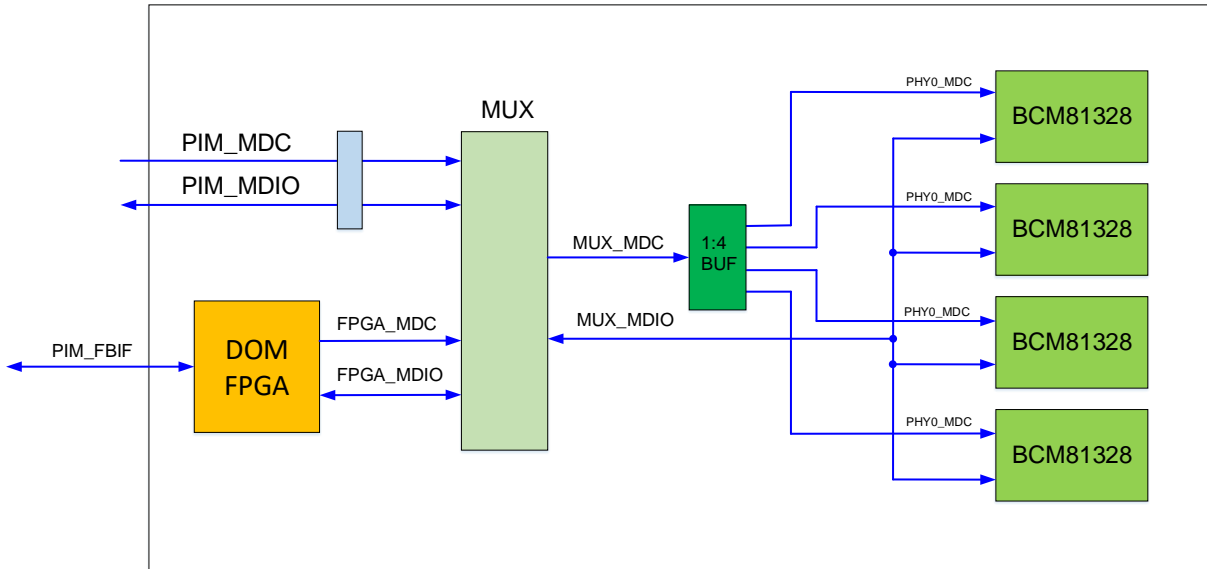 PHY0_MDC
BCM81328
MUX
PIM_MDC
PIM_MDIO
PHY0_MDC
BCM81328
MUX_MDC
1:4
BUF
PHY0_MDC
BCM81328
FPGA_MDC
MUX_MDIO
PIM_FBIF
DOM
FPGA
FPGA_MDIO
PHY0_MDC
BCM81328